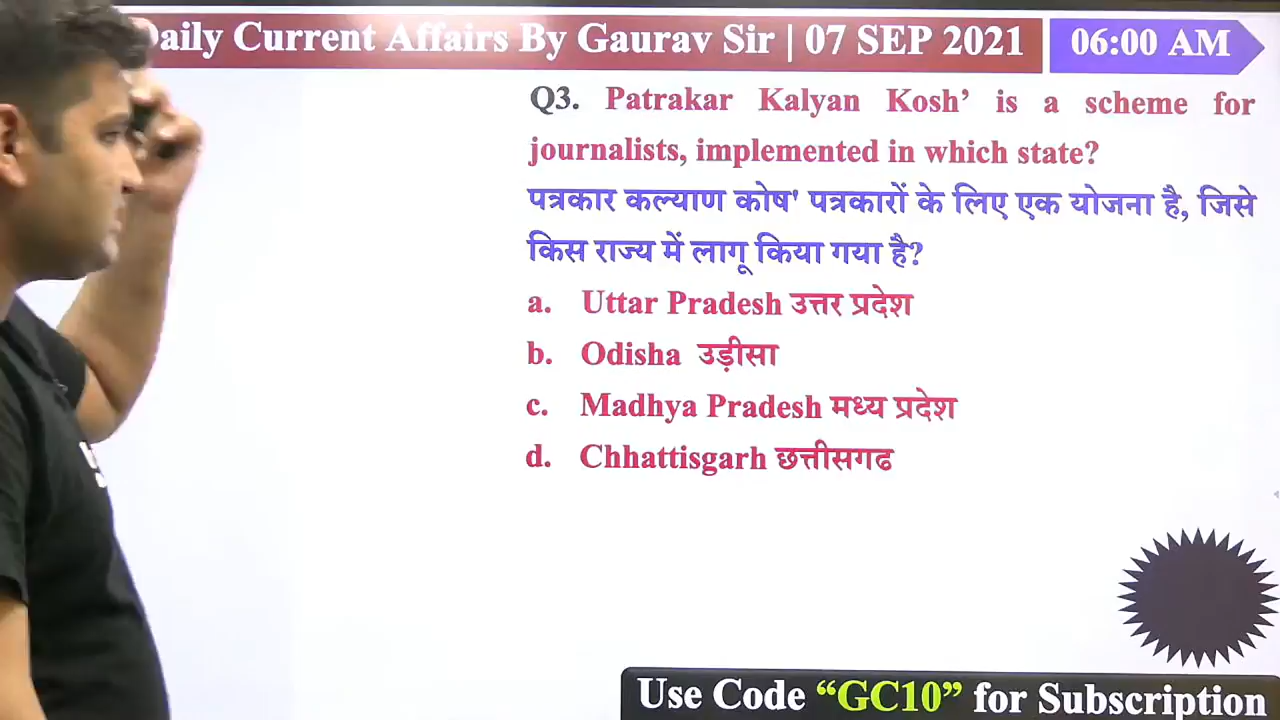 Daily Current Affairs By Gaurav Sir | 07 SEP 2021 06:00 AM
Q3. Patrakar Kalyan Kosh’ is a scheme for
journalists, implemented in which state?
पत्रकार कल्याण कोष' पत्रकारों के लिए एक योजना है, जिसे
किस राज्य में लागू किया गया है?
a. Uttar Pradesh उत्तर प्रदेश
b. Odisha उड़ीसा
c. Madhya Pradesh मध्य प्रदेश
d. Chhattisgarh छत्तीसगढ
Use Code “GC10” for Subscription